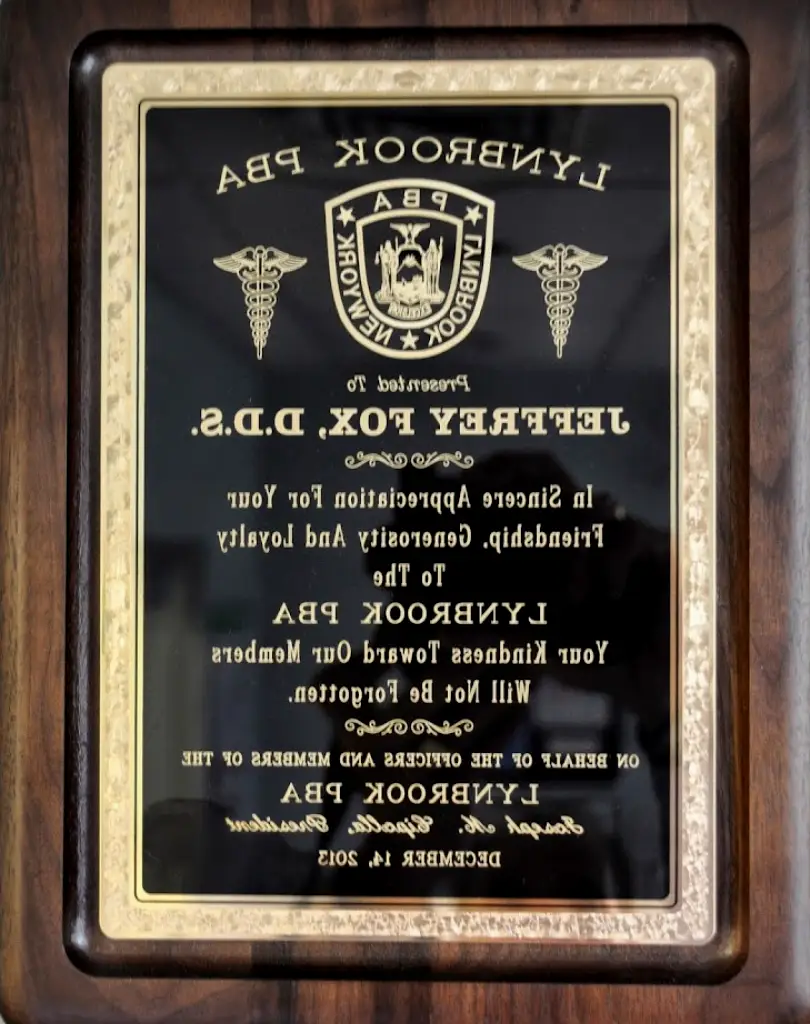 LYNBROOK PBA
PBA
LYNBROOK
NEW YORK
EXCELSIOR
Presented To
JEFFREY FOX, D.D.S.
In Sincere Appreciation For Your
Friendship, Generosity And Loyalty
To The
LYNBROOK PBA
Your Kindness Toward Our Members
Will Not Be Forgotten.
ON BEHALF OF THE OFFICERS AND MEMBERS OF THE
LYNBROOK PBA
Joseph M. Cipolla, President
DECEMBER 14, 2013